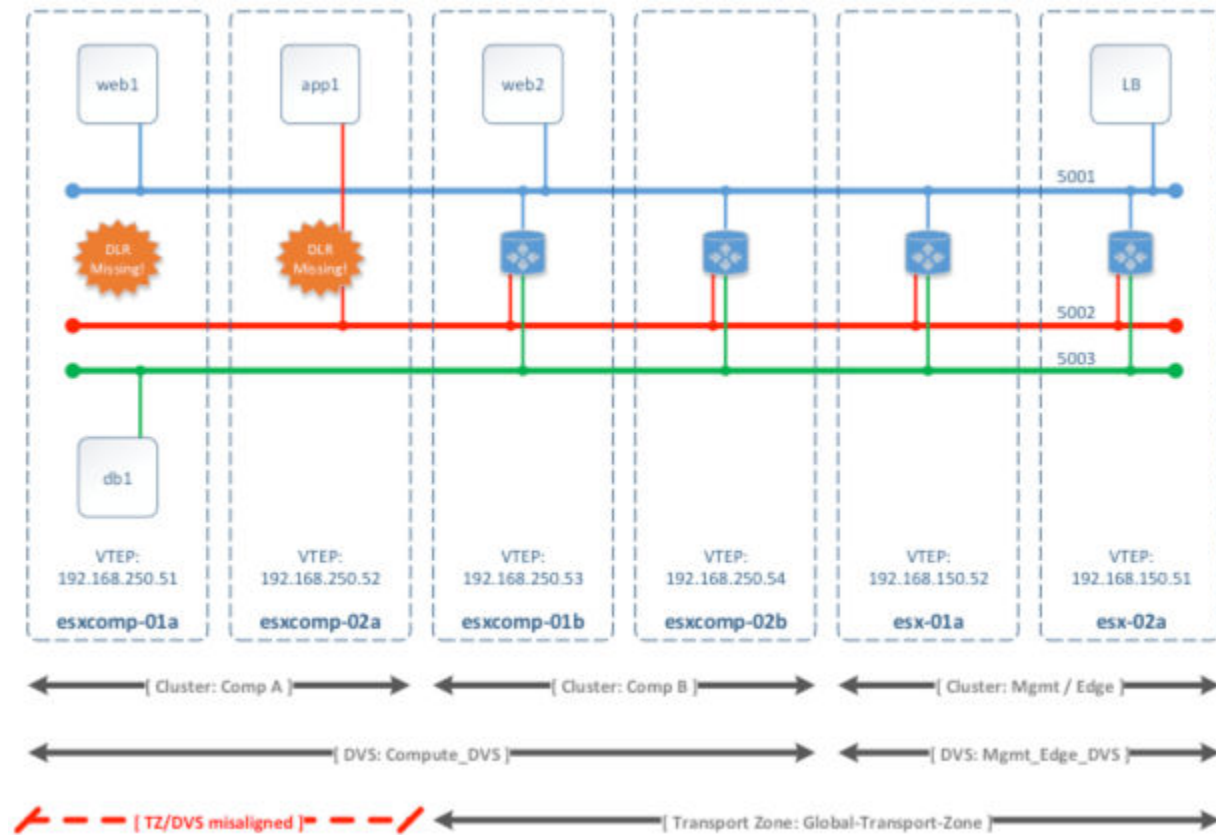 web1
app1
web2
LB
5001
DLR
Missing!
DLR
Missing!
5002
5003
db1
VTEP:
192.168.250.51
VTEP:
192.168.250.52
VTEP:
192.168.250.53
VTEP:
192.168.250.54
VTEP:
192.168.150.52
VTEP:
192.168.150.51
esxcomp-01a
esxcomp-02a
esxcomp-01b
esxcomp-02b
esx-01a
esx-02a
[ Cluster: Comp A ]
[ Cluster: Comp B ]
[ Cluster: Mgmt / Edge ]
[ DVS: Compute_DVS ]
[ DVS: Mgmt_Edge_DVS ]
[ TZ/DVS misaligned ]
[ Transport Zone: Global-Transport-Zone ]